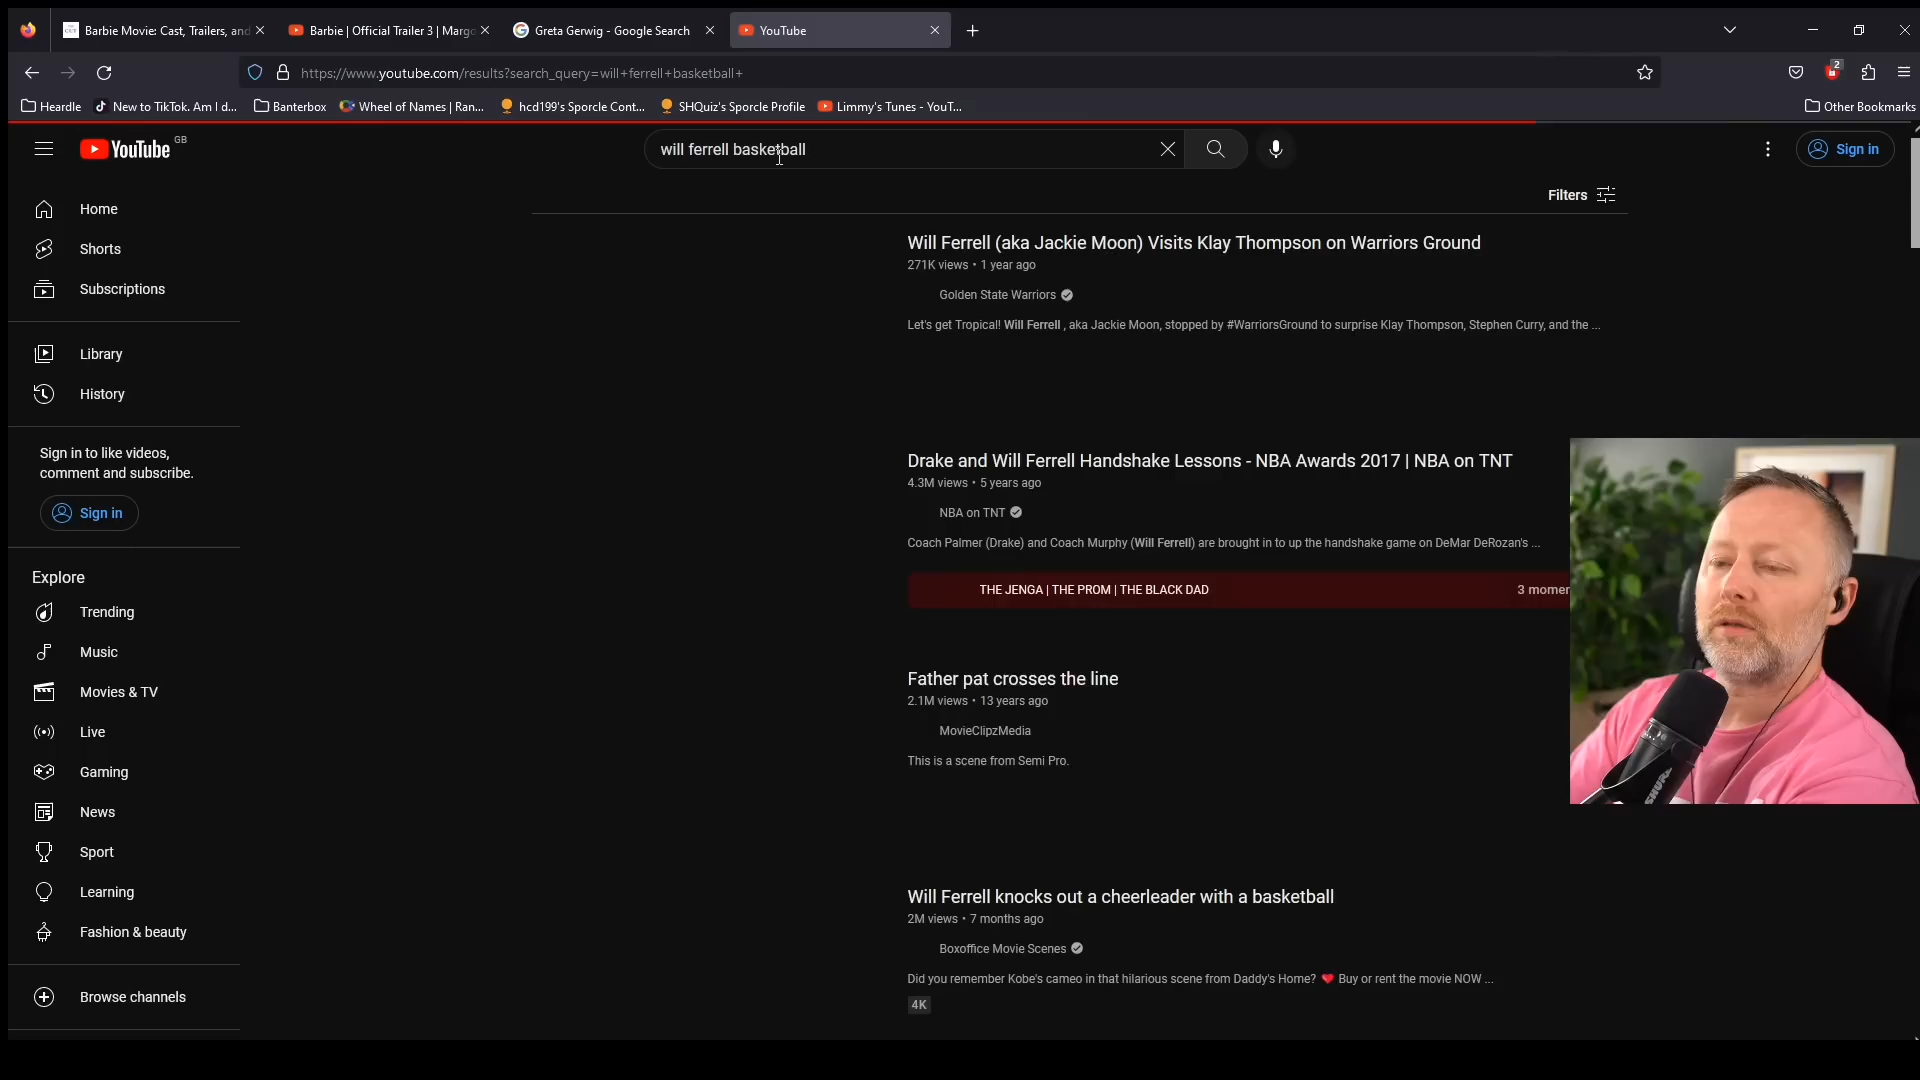 Barbie Movie: Cast, Trailers, and
Barbie | Official Trailer 3 | Margo
Greta Gerwig - Google Search
YouTube
https://www.youtube.com/results?search_query=will+ferrell+basketball+
2
Heardle
New to TikTok. Am I d...
Banterbox
Wheel of Names | Ran...
hcd199's Sporcle Cont...
SHQuiz's Sporcle Profile
Limmy's Tunes - YouT...
Other Bookmarks
YouTube GB
will ferrell basketball
Sign in
Filters
Home
Shorts
Subscriptions
Library
History
Sign in to like videos,
comment and subscribe.
Sign in
Explore
Trending
Music
Movies & TV
Live
Gaming
News
Sport
Learning
Fashion & beauty
Browse channels
Will Ferrell (aka Jackie Moon) Visits Klay Thompson on Warriors Ground
271K views • 1 year ago
Golden State Warriors
Let's get Tropical! Will Ferrell , aka Jackie Moon, stopped by #WarriorsGround to surprise Klay Thompson, Stephen Curry, and the ...
Drake and Will Ferrell Handshake Lessons - NBA Awards 2017 | NBA on TNT
4.3M views • 5 years ago
NBA on TNT
Coach Palmer (Drake) and Coach Murphy (Will Ferrell) are brought in to up the handshake game on DeMar DeRozan's ...
THE JENGA | THE PROM | THE BLACK DAD
3 momen
Father pat crosses the line
2.1M views • 13 years ago
MovieClipzMedia
This is a scene from Semi Pro.
Will Ferrell knocks out a cheerleader with a basketball
2M views • 7 months ago
Boxoffice Movie Scenes
Did you remember Kobe's cameo in that hilarious scene from Daddy's Home? ❤️ Buy or rent the movie NOW ...
4K
SHURE